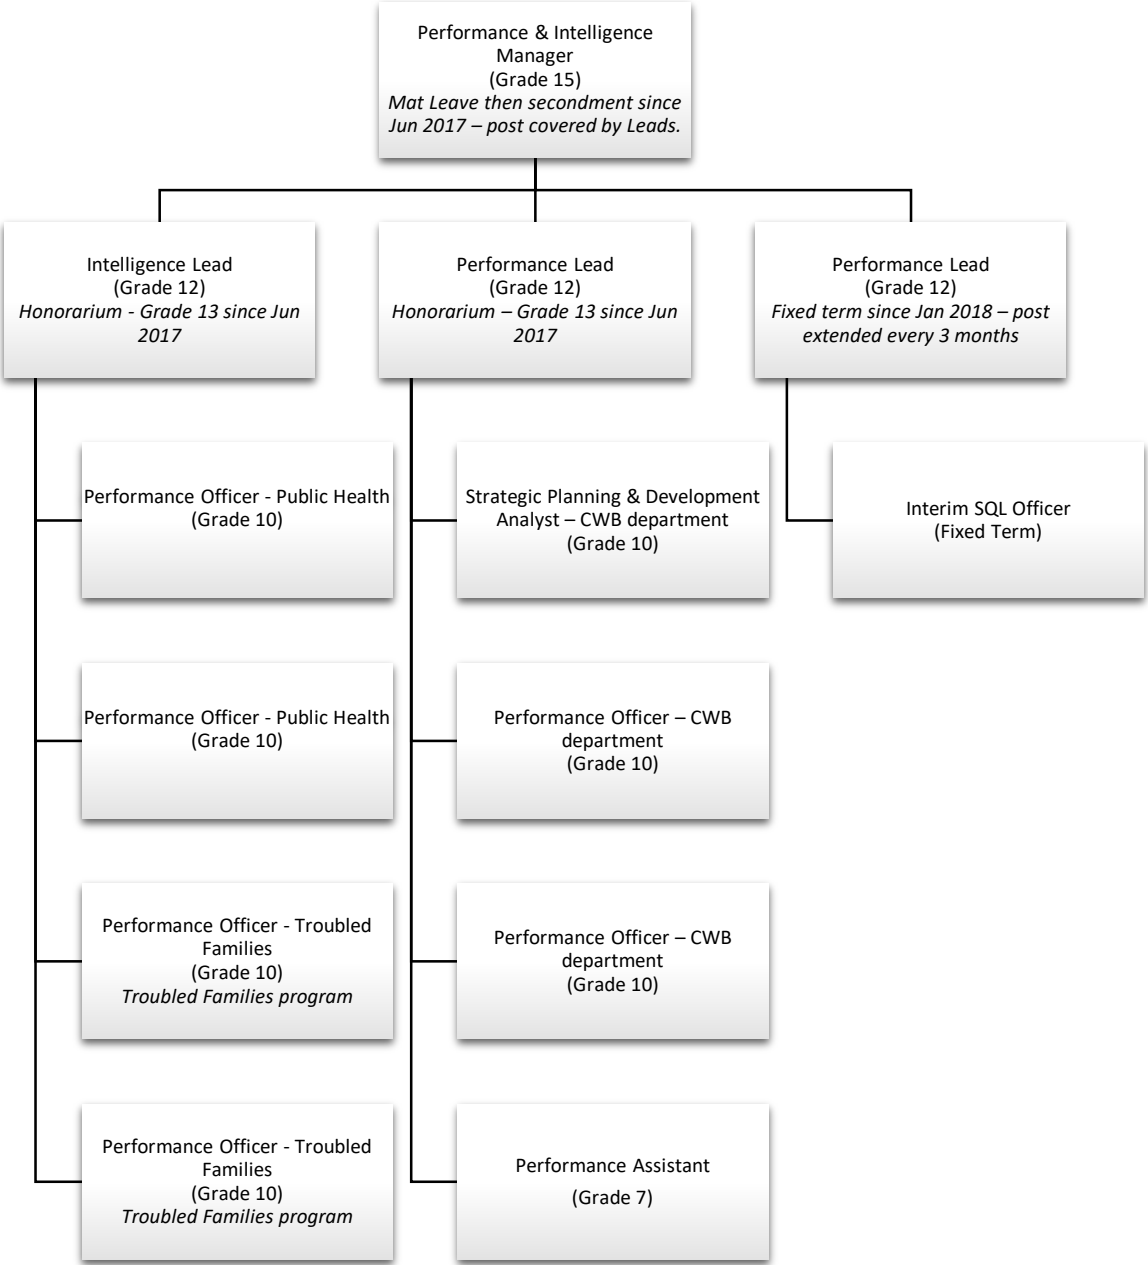 Performance & Intelligence
Manager
(Grade 15)
Mat Leave then secondment since
Jun 2017 – post covered by Leads.
Intelligence Lead
(Grade 12)
Honorarium - Grade 13 since Jun
2017
Performance Lead
(Grade 12)
Honorarium – Grade 13 since Jun
2017
Performance Lead
(Grade 12)
Fixed term since Jan 2018 – post
extended every 3 months
Performance Officer - Public Health
(Grade 10)
Strategic Planning & Development
Analyst – CWB department
(Grade 10)
Interim SQL Officer
(Fixed Term)
Performance Officer - Public Health
(Grade 10)
Performance Officer – CWB
department
(Grade 10)
Performance Officer - Troubled
Families
(Grade 10)
Troubled Families program
Performance Officer – CWB
department
(Grade 10)
Performance Officer - Troubled
Families
(Grade 10)
Troubled Families program
Performance Assistant
(Grade 7)